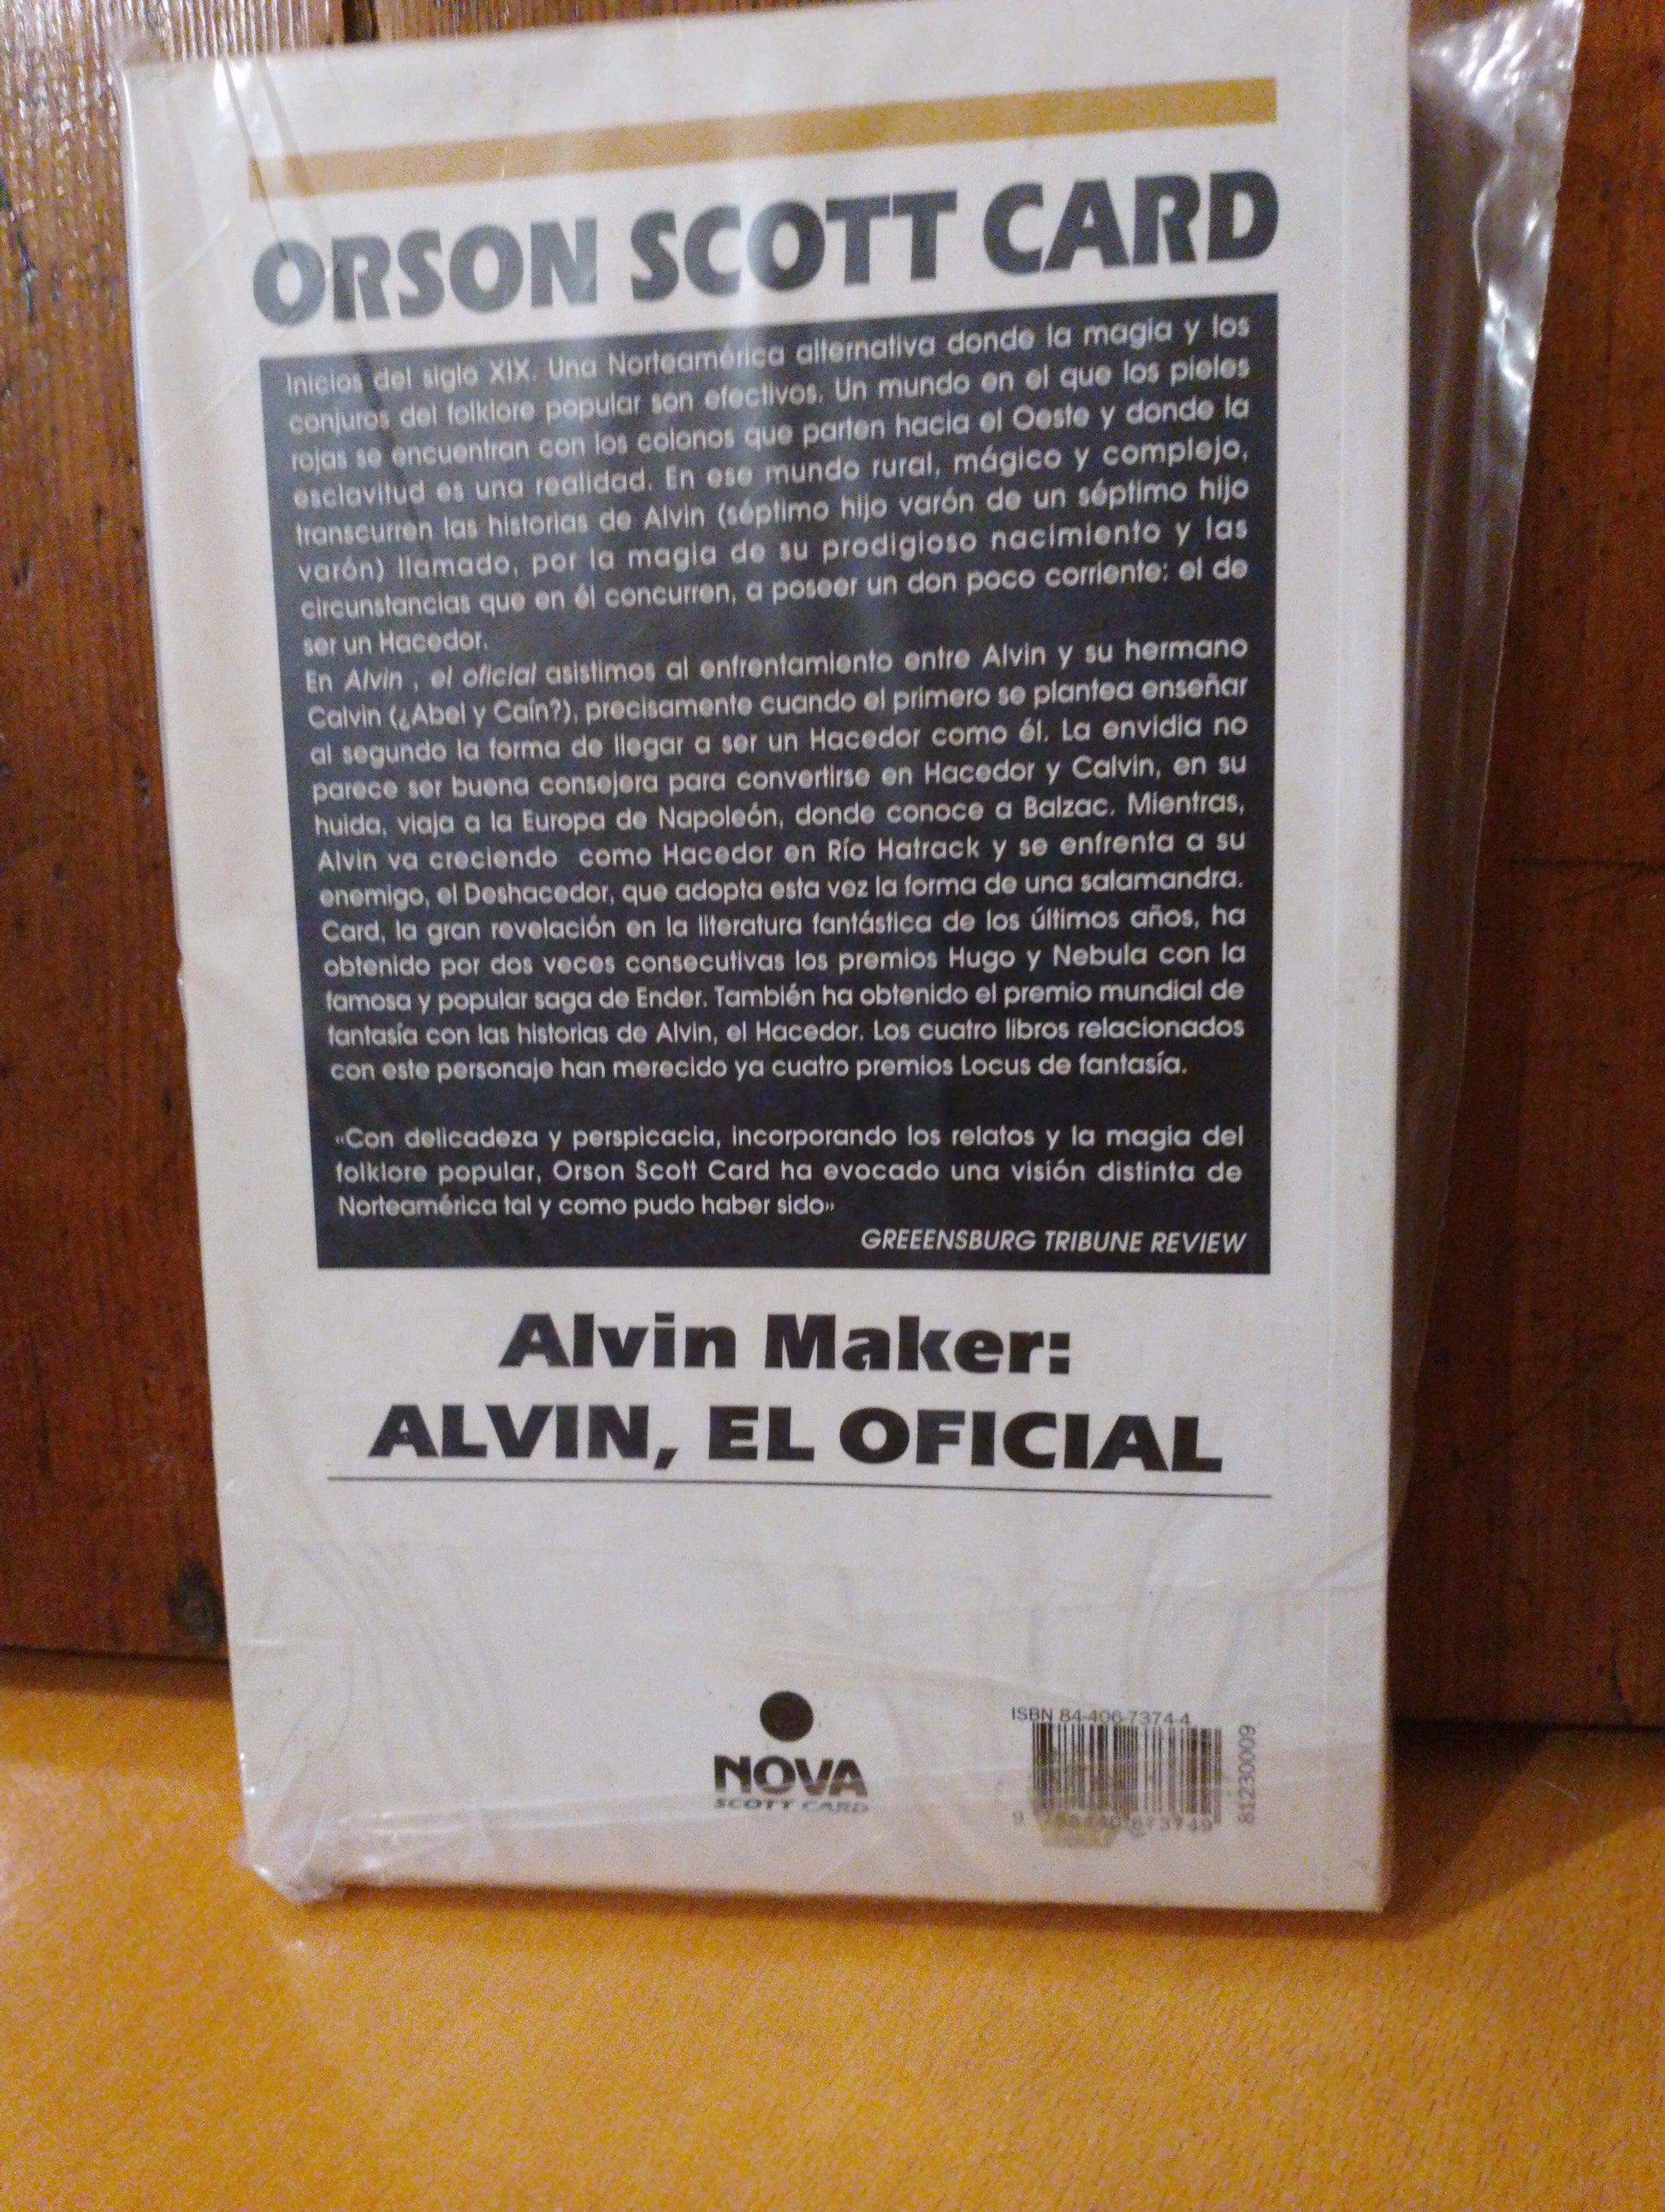 ORSON SCOTT CARD
Inicios del siglo XIX. Una Norteamérica alternativa donde la magia y los
conjuros del folklore popular son efectivos. Un mundo en el que los pieles
rojas se encuentran con los colonos que parten hacia el Oeste y donde la
esclavitud es una realidad. En ese mundo rural, mágico y complejo,
transcurren las historias de Alvin (séptimo hijo varón de un séptimo hijo
varón) llamado, por la magia de su prodigioso nacimiento y las
circunstancias que en él concurren, a poseer un don poco corriente: el de
ser un Hacedor.
En Alvin , el oficial asistimos al enfrentamiento entre Alvin y su hermano
Calvin (¿Abel y Caín?), precisamente cuando el primero se plantea enseñar
al segundo la forma de llegar a ser un Hacedor como él. La envidia no
parece ser buena consejera para convertirse en Hacedor y Calvin, en su
huida, viaja a la Europa de Napoleón, donde conoce a Balzac. Mientras,
Alvin va creciendo como Hacedor en Río Hatrack y se enfrenta a su
enemigo, el Deshacedor, que adopta esta vez la forma de una salamandra.
Card, la gran revelación en la literatura fantástica de los últimos años, ha
obtenido por dos veces consecutivas los premios Hugo y Nebula con la
famosa y popular saga de Ender. También ha obtenido el premio mundial de
fantasía con las historias de Alvin, el Hacedor. Los cuatro libros relacionados
con este personaje han merecido ya cuatro premios Locus de fantasía.
«Con delicadeza y perspicacia, incorporando los relatos y la magia del
folklore popular, Orson Scott Card ha evocado una visión distinta de
Norteamérica tal y como pudo haber sido»
GREEENSBURG TRIBUNE REVIEW
Alvin Maker:
ALVIN, EL OFICIAL
NOVA
SCOTT CARD
ISBN 84-406-7374-4
81230009